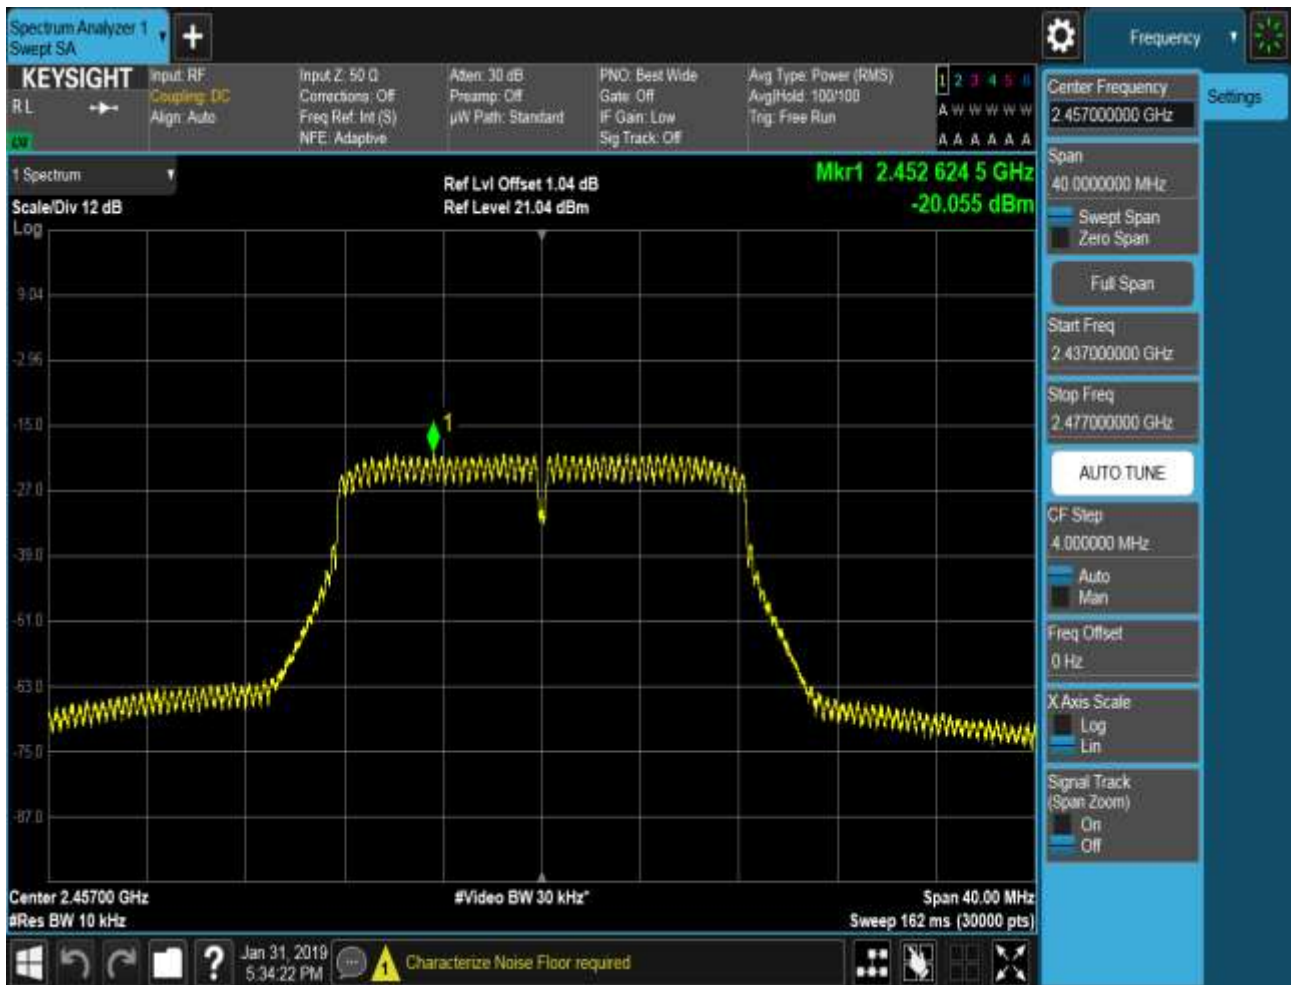 Spectrum Analyzer 1
Swept SA
+
Frequency
KEYSIGHT
R L
Input: RF
Coupling: DC
Align: Auto
Input Z: 50 Ω
Corrections: Off
Freq Ref: Int (S)
NFE: Adaptive
Atten: 30 dB
Preamp: Off
µW Path: Standard
PNO: Best Wide
Gate: Off
IF Gain: Low
Sig Track: Off
Avg Type: Power (RMS)
Avg|Hold: 100/100
Trig: Free Run
1 2 3 4 5 6
A W W W W W
A A A A A A
1 Spectrum
Scale/Div 12 dB
Log
Ref Lvl Offset 1.04 dB
Ref Level 21.04 dBm
Mkr1 2.452 624 5 GHz
-20.055 dBm
9.04
-2.96
-15.0
-27.0
-39.0
-51.0
-63.0
-75.0
-87.0
1
Center 2.45700 GHz
#Res BW 10 kHz
#Video BW 30 kHz*
Span 40.00 MHz
Sweep 162 ms (30000 pts)
Center Frequency
2.457000000 GHz
Settings
Span
40.0000000 MHz
Swept Span
Zero Span
Full Span
Start Freq
2.437000000 GHz
Stop Freq
2.477000000 GHz
AUTO TUNE
CF Step
4.000000 MHz
Auto
Man
Freq Offset
0 Hz
X Axis Scale
Log
Lin
Signal Track
(Span Zoom)
On
Off
?
Jan 31, 2019
5:34:22 PM
1
Characterize Noise Floor required